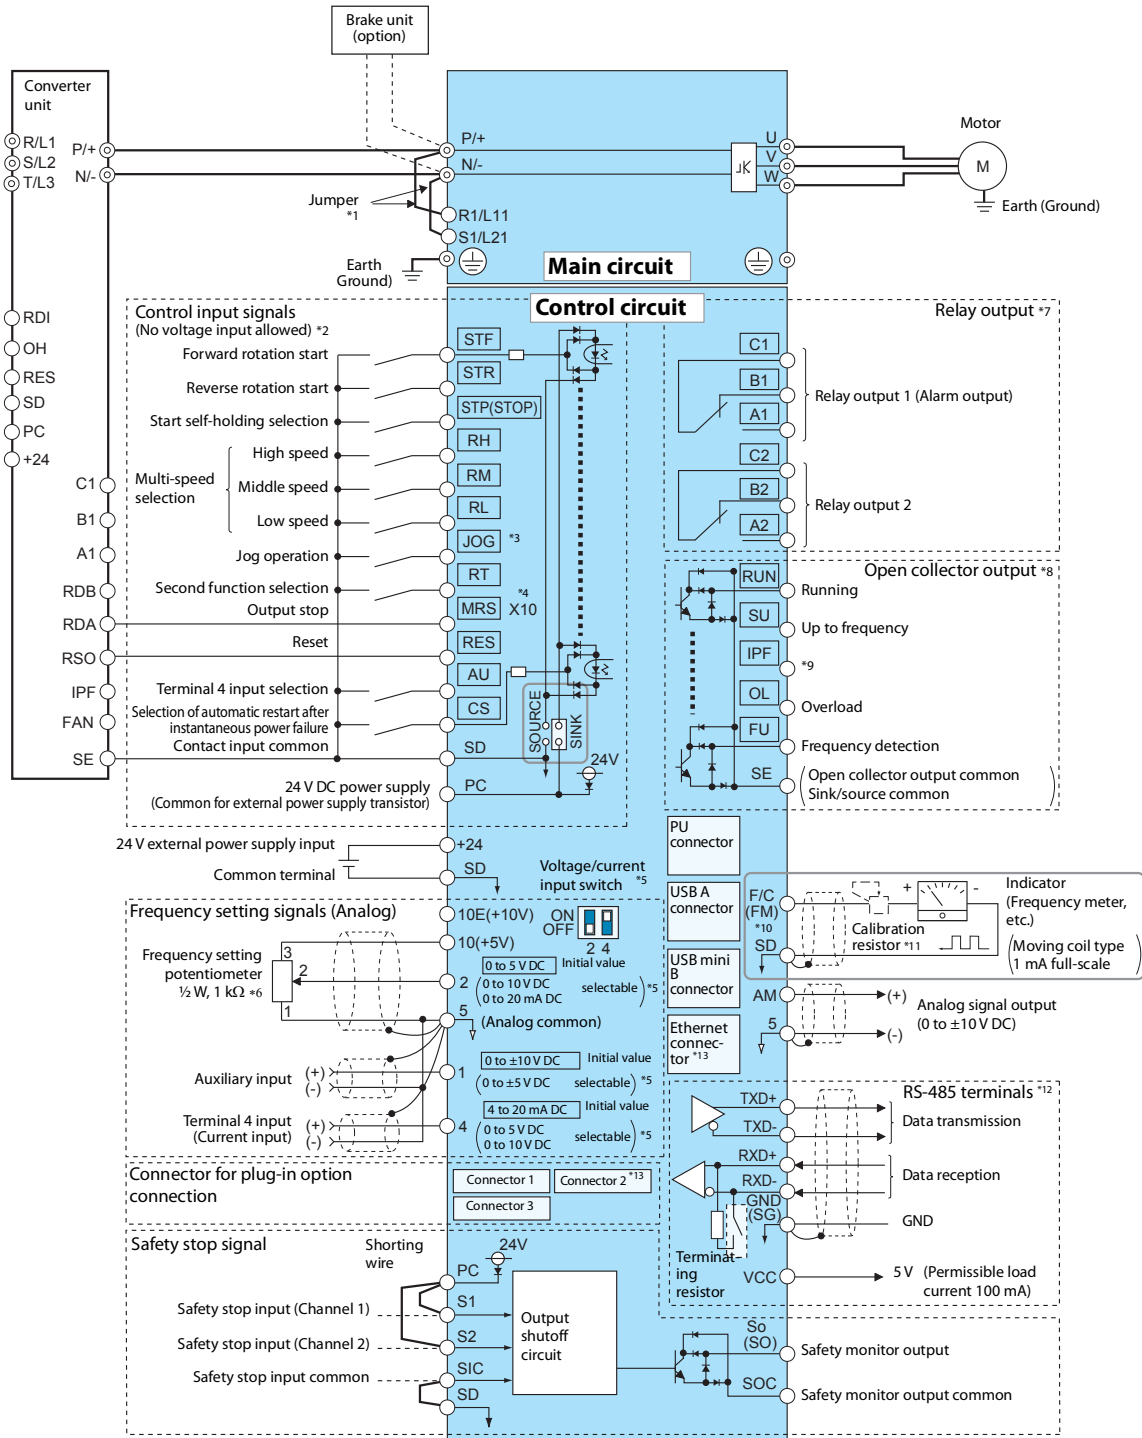 Brake unit
(option)
Converter
unit
R/L1
S/L2
T/L3
P/+
N/-
P/+
N/-
Jumper
*1
R1/L11
S1/L21
Earth
Ground)
Main circuit
U
V
W
Motor
M
Earth (Ground)
RDI
OH
RES
SD
PC
+24
C1
B1
A1
RDB
RDA
RSO
IPF
FAN
SE
Control circuit
Control input signals
(No voltage input allowed) *2
Forward rotation start
STF
Reverse rotation start
STR
Start self-holding selection
STP(STOP)
Multi-speed
selection
High speed
RH
Middle speed
RM
Low speed
RL
Jog operation
JOG *3
Second function selection
RT
Output stop
MRS *4 X10
Reset
RES
Terminal 4 input selection
AU
Selection of automatic restart after
instantaneous power failure
CS
Contact input common
SD
SOURCE
SINK
24V
24 V DC power supply
(Common for external power supply transistor)
PC
Relay output *7
C1
B1
A1
Relay output 1 (Alarm output)
C2
B2
A2
Relay output 2
Open collector output *8
RUN
Running
SU
Up to frequency
IPF
*9
OL
Overload
FU
Frequency detection
SE
(Open collector output common
Sink/source common)
24 V external power supply input
+24
Common terminal
SD
Voltage/current
input switch *5
ON
OFF
2 4
PU
connector
USB A
connector
USB mini
B
connector
Ethernet
connec-
tor *13
F/C
(FM)
*10
SD
+ -
Calibration
resistor *11
Indicator
(Frequency meter,
etc.)
(Moving coil type
1 mA full-scale)
AM
(+)
5
(-)
Analog signal output
(0 to ±10 V DC)
Frequency setting signals (Analog)
10E(+10V)
10(+5V)
Frequency setting
potentiometer
½ W, 1 kΩ *6
3
2
1
2
0 to 5 V DC Initial value
(0 to 10 V DC
0 to 20 mA DC selectable) *5
5
(Analog common)
Auxiliary input
(+)
(-)
1
0 to ±10 V DC Initial value
(0 to ±5 V DC selectable) *5
Terminal 4 input
(Current input)
(+)
(-)
4
4 to 20 mA DC Initial value
(0 to 5 V DC
0 to 10 V DC selectable) *5
RS-485 terminals *12
TXD+
TXD-
Data transmission
RXD+
RXD-
Data reception
GND
(SG)
GND
Terminat-
ing
resistor
VCC
5 V (Permissible load
current 100 mA)
Connector for plug-in option
connection
Connector 1
Connector 2 *13
Connector 3
Safety stop signal
Shorting
wire
24V
PC
Safety stop input (Channel 1)
S1
Safety stop input (Channel 2)
S2
Safety stop input common
SIC
SD
Output
shutoff
circuit
So
(SO)
Safety monitor output
SOC
Safety monitor output common